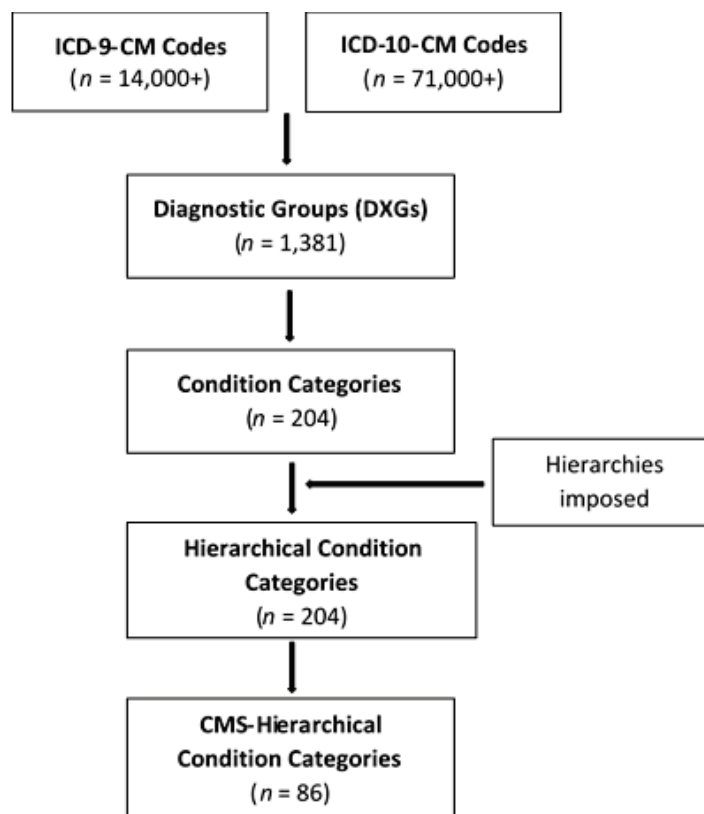 ICD-9-CM Codes
(n = 14,000+)
ICD-10-CM Codes
(n = 71,000+)
Diagnostic Groups (DXGs)
(n = 1,381)
Condition Categories
(n = 204)
Hierarchies
imposed
Hierarchical Condition
Categories
(n = 204)
CMS-Hierarchical
Condition Categories
(n = 86)